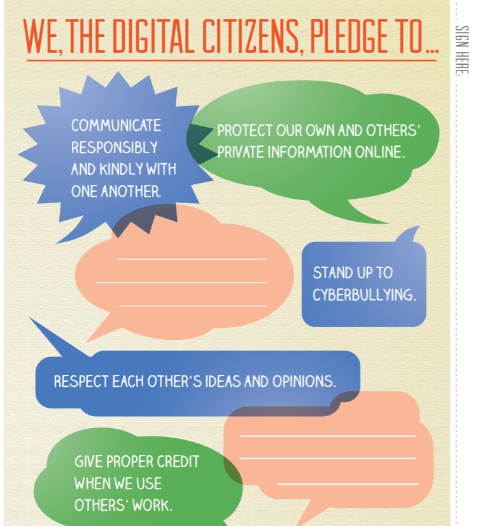 WE, THE DIGITAL CITIZENS, PLEDGE TO...
SIGN HERE:
COMMUNICATE
RESPONSIBLY
AND KINDLY WITH
ONE ANOTHER.
PROTECT OUR OWN AND OTHERS'
PRIVATE INFORMATION ONLINE.
STAND UP TO
CYBERBULLYING.
RESPECT EACH OTHER'S IDEAS AND OPINIONS.
GIVE PROPER CREDIT
WHEN WE USE
OTHERS' WORK.